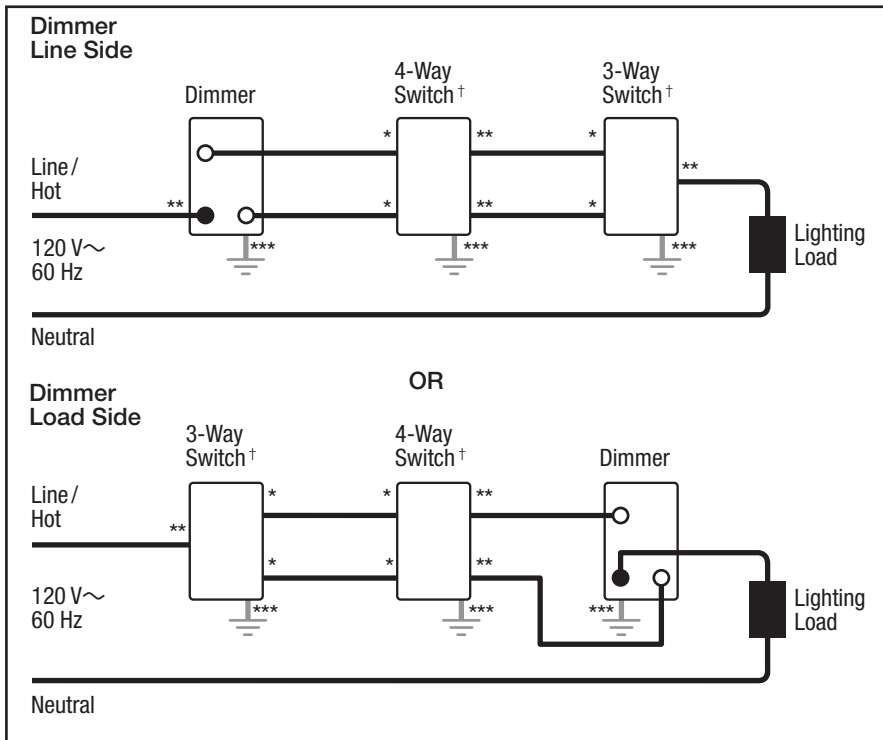 Dimmer
Line Side
4-Way
Switch †
3-Way
Switch †
Dimmer
* ** *
Line /
Hot
**
**
* ** *
120 V~
60 Hz
*** *** ***
Lighting
Load
Neutral
OR
Dimmer
Load Side
3-Way
Switch †
4-Way
Switch †
Dimmer
Line /
Hot
* * **
**
* * **
120 V~
60 Hz
*** *** ***
Lighting
Load
Neutral